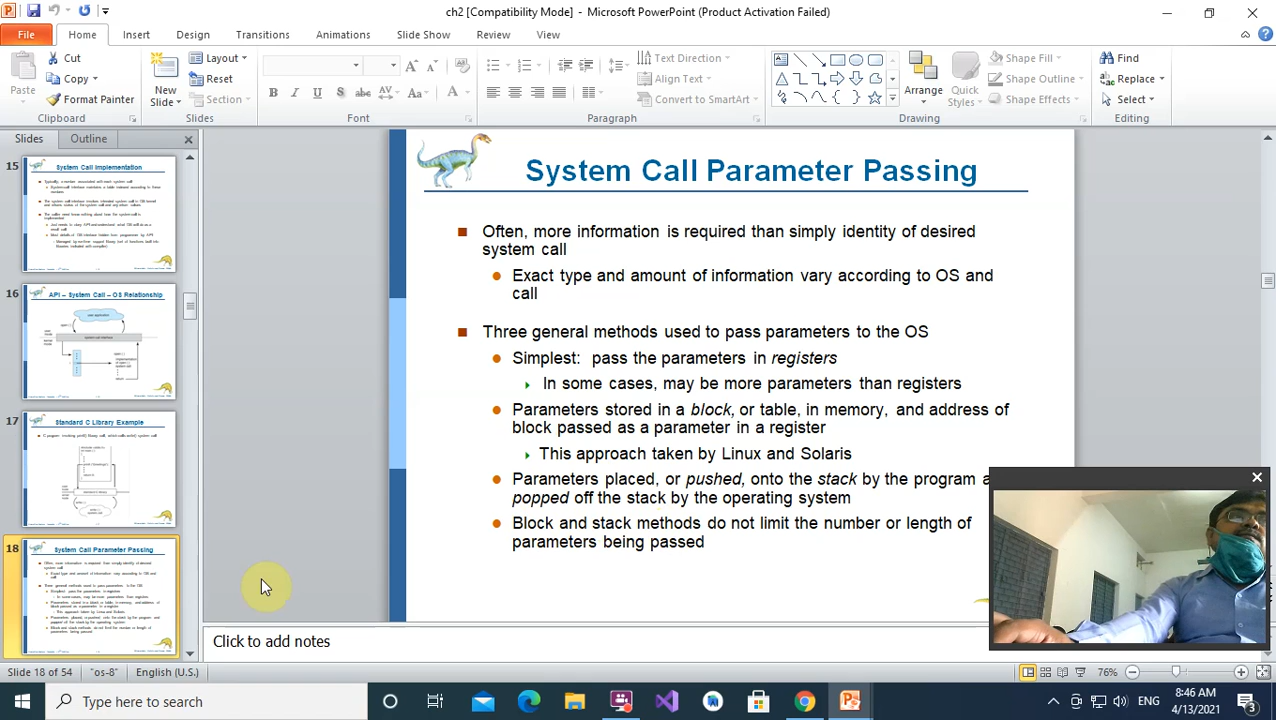 ch2 [Compatibility Mode] - Microsoft PowerPoint (Product Activation Failed)
File Home Insert Design Transitions Animations Slide Show Review View
Paste
Cut
Copy
Format Painter
Clipboard
New
Slide
Layout
Reset
Section
Slides
B I U S abc AV Aa A
Font
Text Direction
Align Text
Convert to SmartArt
Paragraph
Arrange
Quick
Styles
Shape Fill
Shape Outline
Shape Effects
Drawing
Find
Replace
Select
Editing
Slides Outline
15
System Call Implementation
16
API – System Call – OS Relationship
17
Standard C Library Example
18
System Call Parameter Passing
System Call Parameter Passing
Often, more information is required than simply identity of desired
system call
Exact type and amount of information vary according to OS and
call
Three general methods used to pass parameters to the OS
Simplest: pass the parameters in registers
In some cases, may be more parameters than registers
Parameters stored in a block, or table, in memory, and address of
block passed as a parameter in a register
This approach taken by Linux and Solaris
Parameters placed, or pushed, onto the stack by the program
popped off the stack by the operating system
Block and stack methods do not limit the number or length of
parameters being passed
Click to add notes
Slide 18 of 54 "os-8" English (U.S.) 76%
Type here to search
ENG
8:46 AM
4/13/2021
3